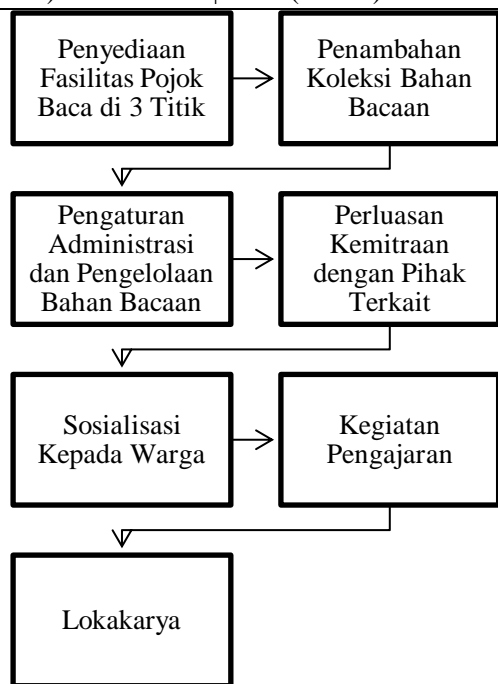 Penyediaan
Fasilitas Pojok
Baca di 3 Titik
Penambahan
Koleksi Bahan
Bacaan
Pengaturan
Administrasi
dan Pengelolaan
Bahan Bacaan
Perluasan
Kemitraan
dengan Pihak
Terkait
Sosialisasi
Kepada Warga
Kegiatan
Pengajaran
Lokakarya